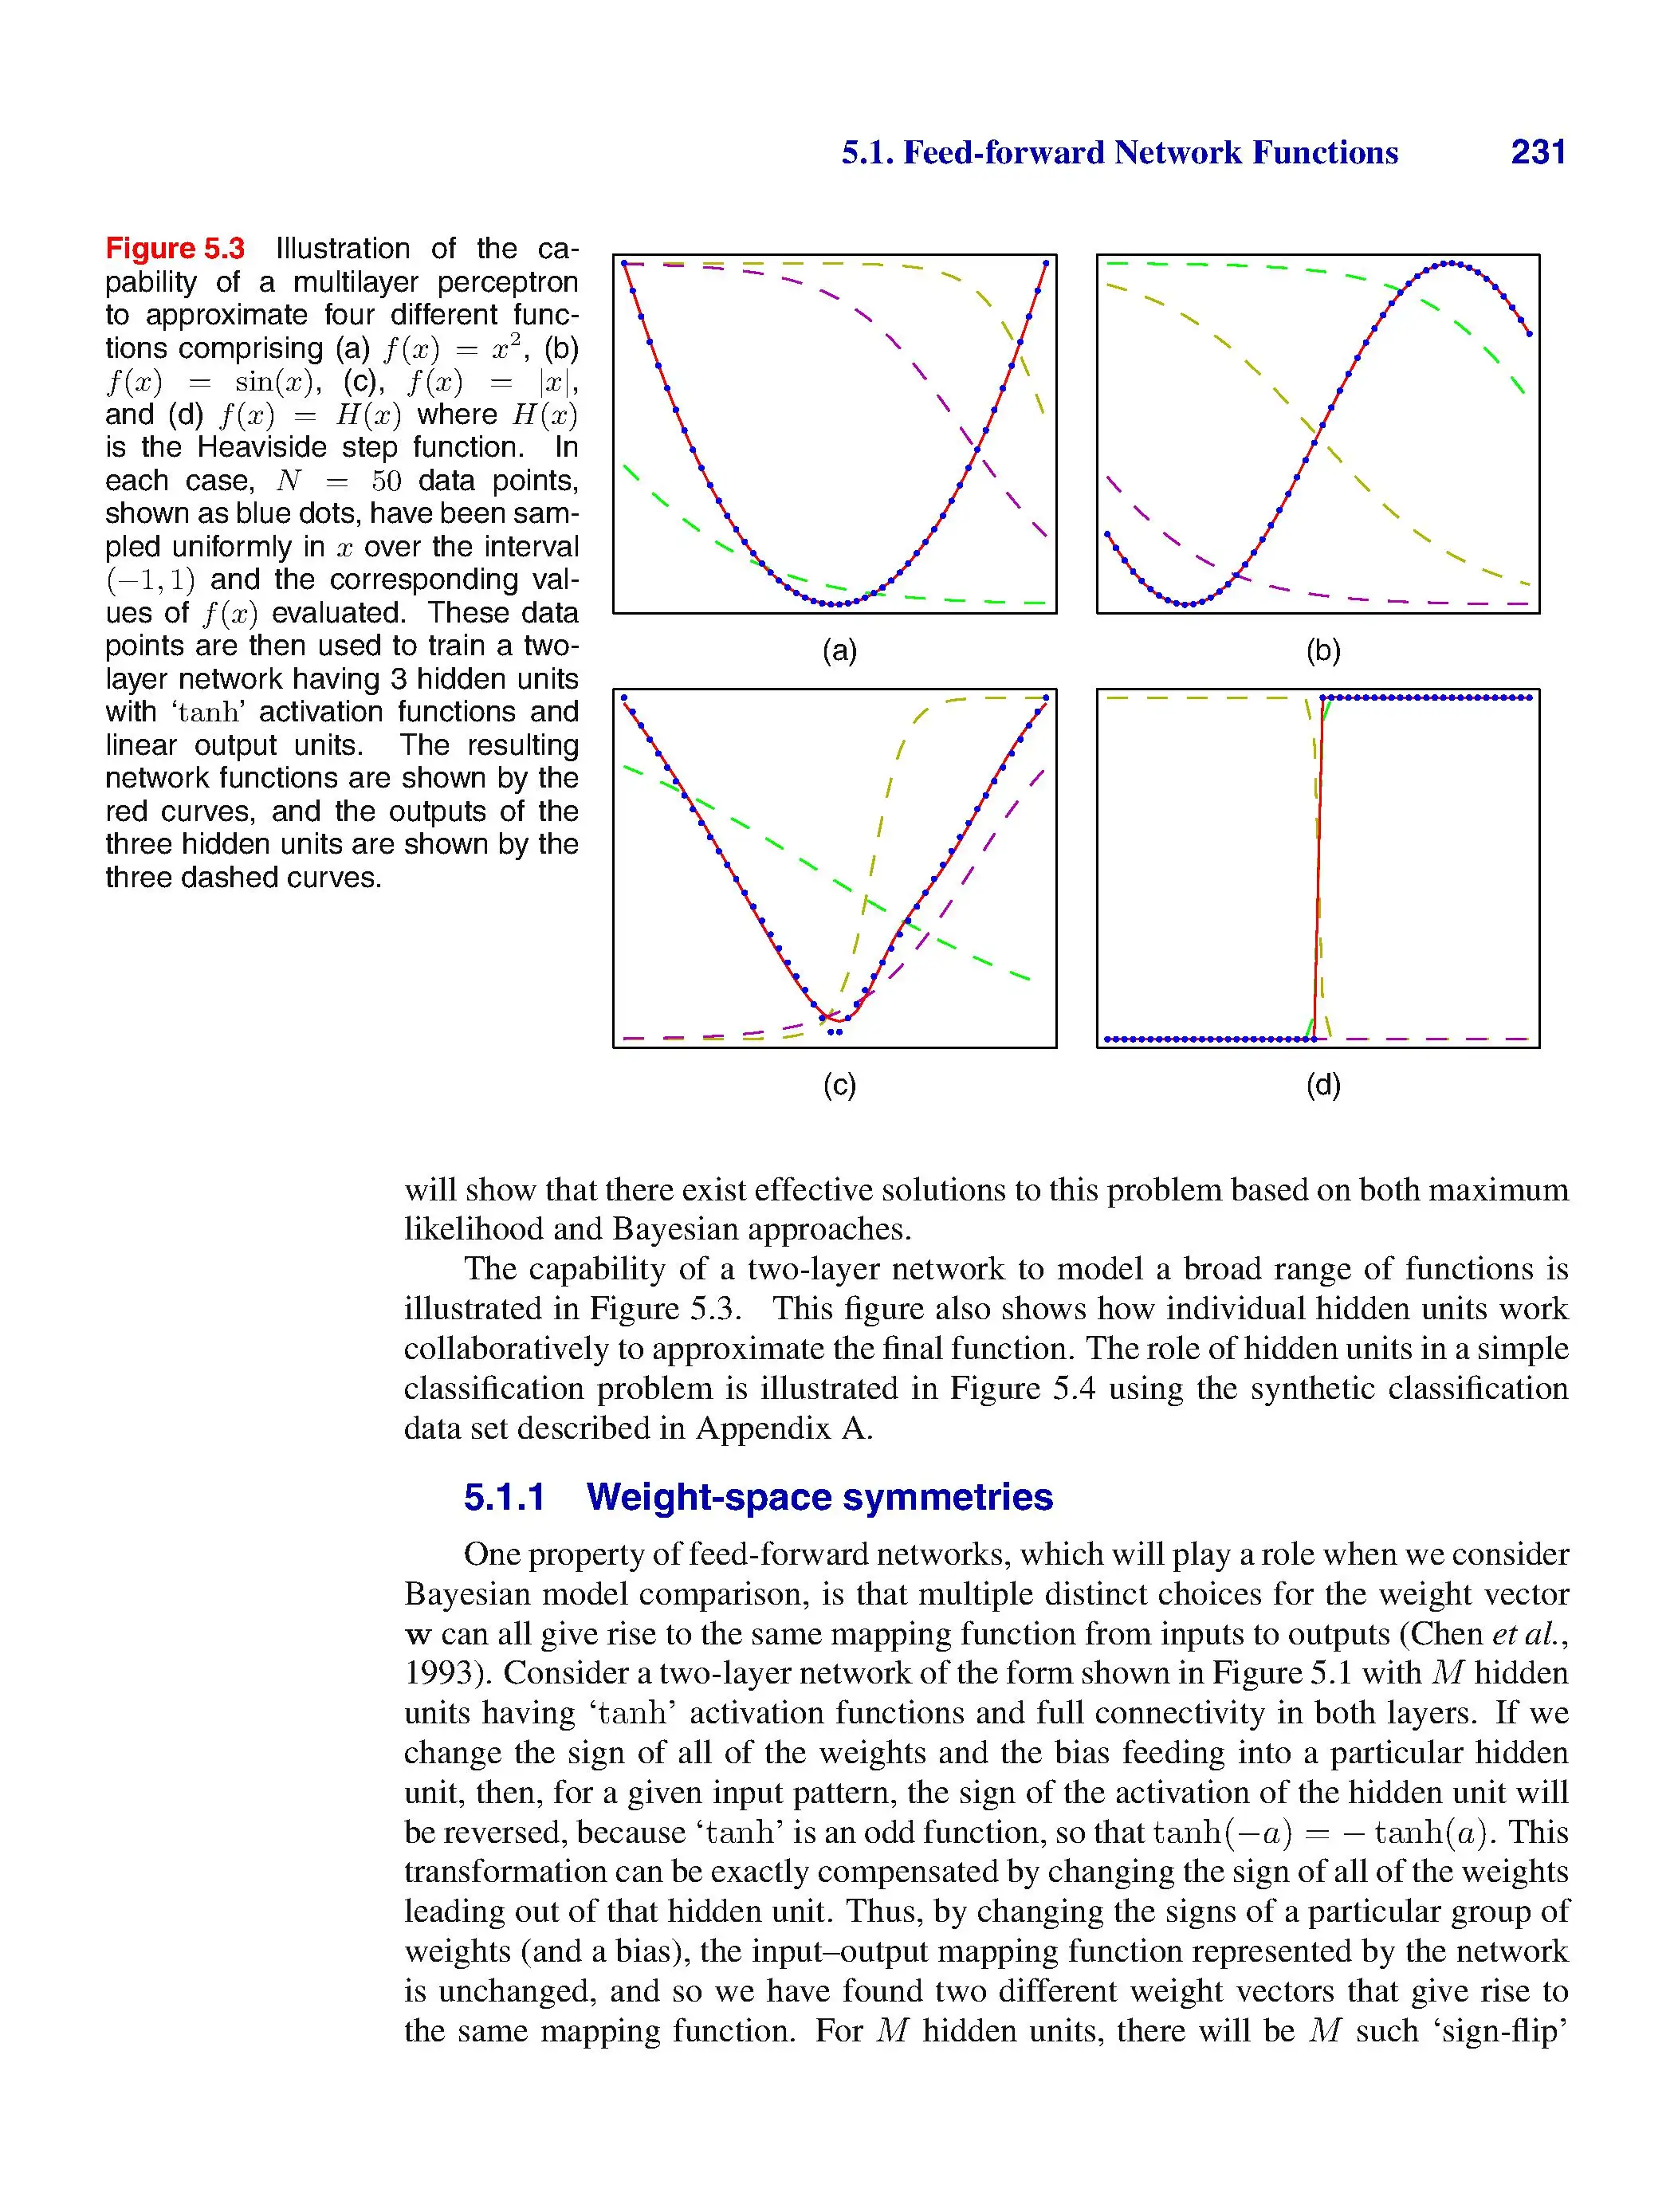 5.1. Feed-forward Network Functions 231
Figure 5.3 Illustration of the ca-
pability of a multilayer perceptron
to approximate four different func-
tions comprising (a) f(x) = x², (b)
f(x) = sin(x), (c), f(x) = |x|,
and (d) f(x) = H(x) where H(x)
is the Heaviside step function. In
each case, N = 50 data points,
shown as blue dots, have been sam-
pled uniformly in x over the interval
(−1, 1) and the corresponding val-
ues of f(x) evaluated. These data
points are then used to train a two-
layer network having 3 hidden units
with ‘tanh’ activation functions and
linear output units. The resulting
network functions are shown by the
red curves, and the outputs of the
three hidden units are shown by the
three dashed curves.
(a) (b)
(c) (d)
will show that there exist effective solutions to this problem based on both maximum
likelihood and Bayesian approaches.
The capability of a two-layer network to model a broad range of functions is
illustrated in Figure 5.3. This figure also shows how individual hidden units work
collaboratively to approximate the final function. The role of hidden units in a simple
classification problem is illustrated in Figure 5.4 using the synthetic classification
data set described in Appendix A.
5.1.1 Weight-space symmetries
One property of feed-forward networks, which will play a role when we consider
Bayesian model comparison, is that multiple distinct choices for the weight vector
w can all give rise to the same mapping function from inputs to outputs (Chen et al.,
1993). Consider a two-layer network of the form shown in Figure 5.1 with M hidden
units having ‘tanh’ activation functions and full connectivity in both layers. If we
change the sign of all of the weights and the bias feeding into a particular hidden
unit, then, for a given input pattern, the sign of the activation of the hidden unit will
be reversed, because ‘tanh’ is an odd function, so that tanh(−a) = − tanh(a). This
transformation can be exactly compensated by changing the sign of all of the weights
leading out of that hidden unit. Thus, by changing the signs of a particular group of
weights (and a bias), the input–output mapping function represented by the network
is unchanged, and so we have found two different weight vectors that give rise to
the same mapping function. For M hidden units, there will be M such ‘sign-flip’